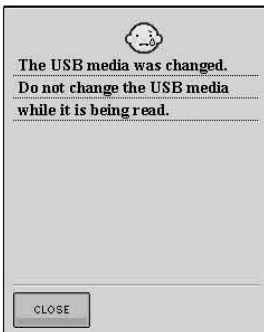 The USB media was changed.
Do not change the USB media
while it is being read.
CLOSE